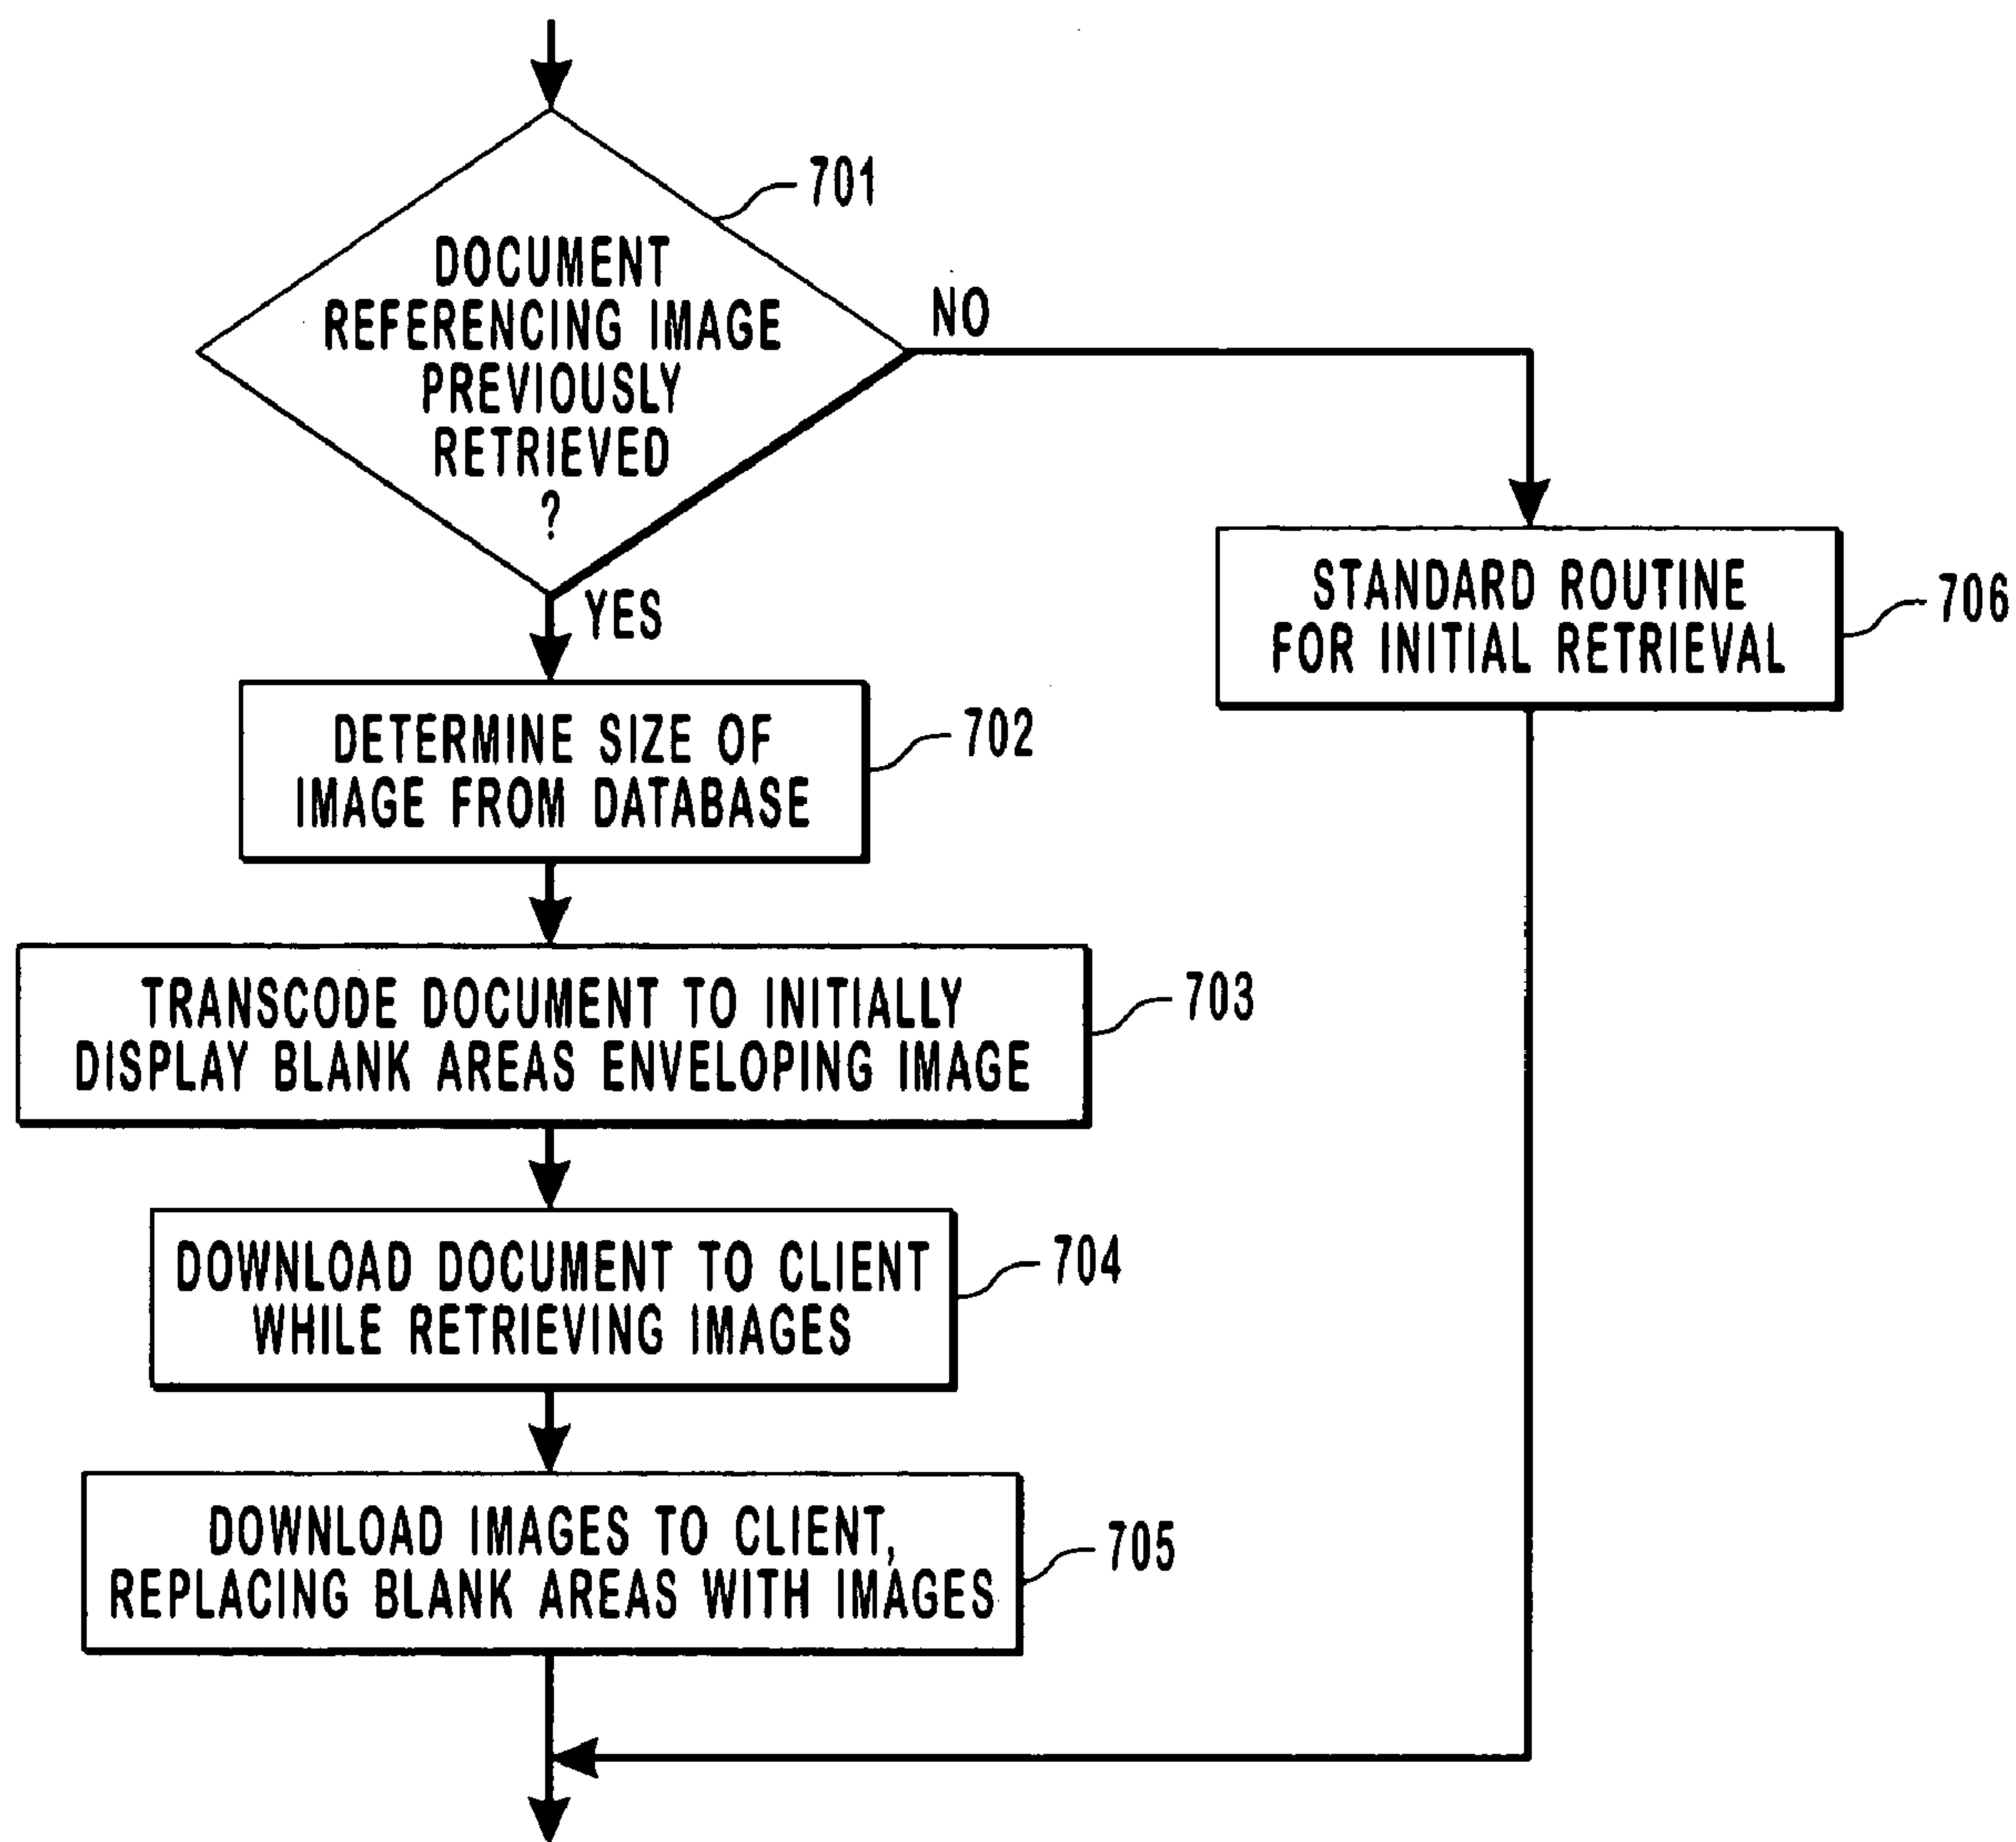 701
DOCUMENT
REFERENCING IMAGE
PREVIOUSLY
RETRIEVED
?
NO
YES
STANDARD ROUTINE
FOR INITIAL RETRIEVAL
706
DETERMINE SIZE OF
IMAGE FROM DATABASE
702
TRANSCODE DOCUMENT TO INITIALLY
DISPLAY BLANK AREAS ENVELOPING IMAGE
703
DOWNLOAD DOCUMENT TO CLIENT
WHILE RETRIEVING IMAGES
704
DOWNLOAD IMAGES TO CLIENT,
REPLACING BLANK AREAS WITH IMAGES
705